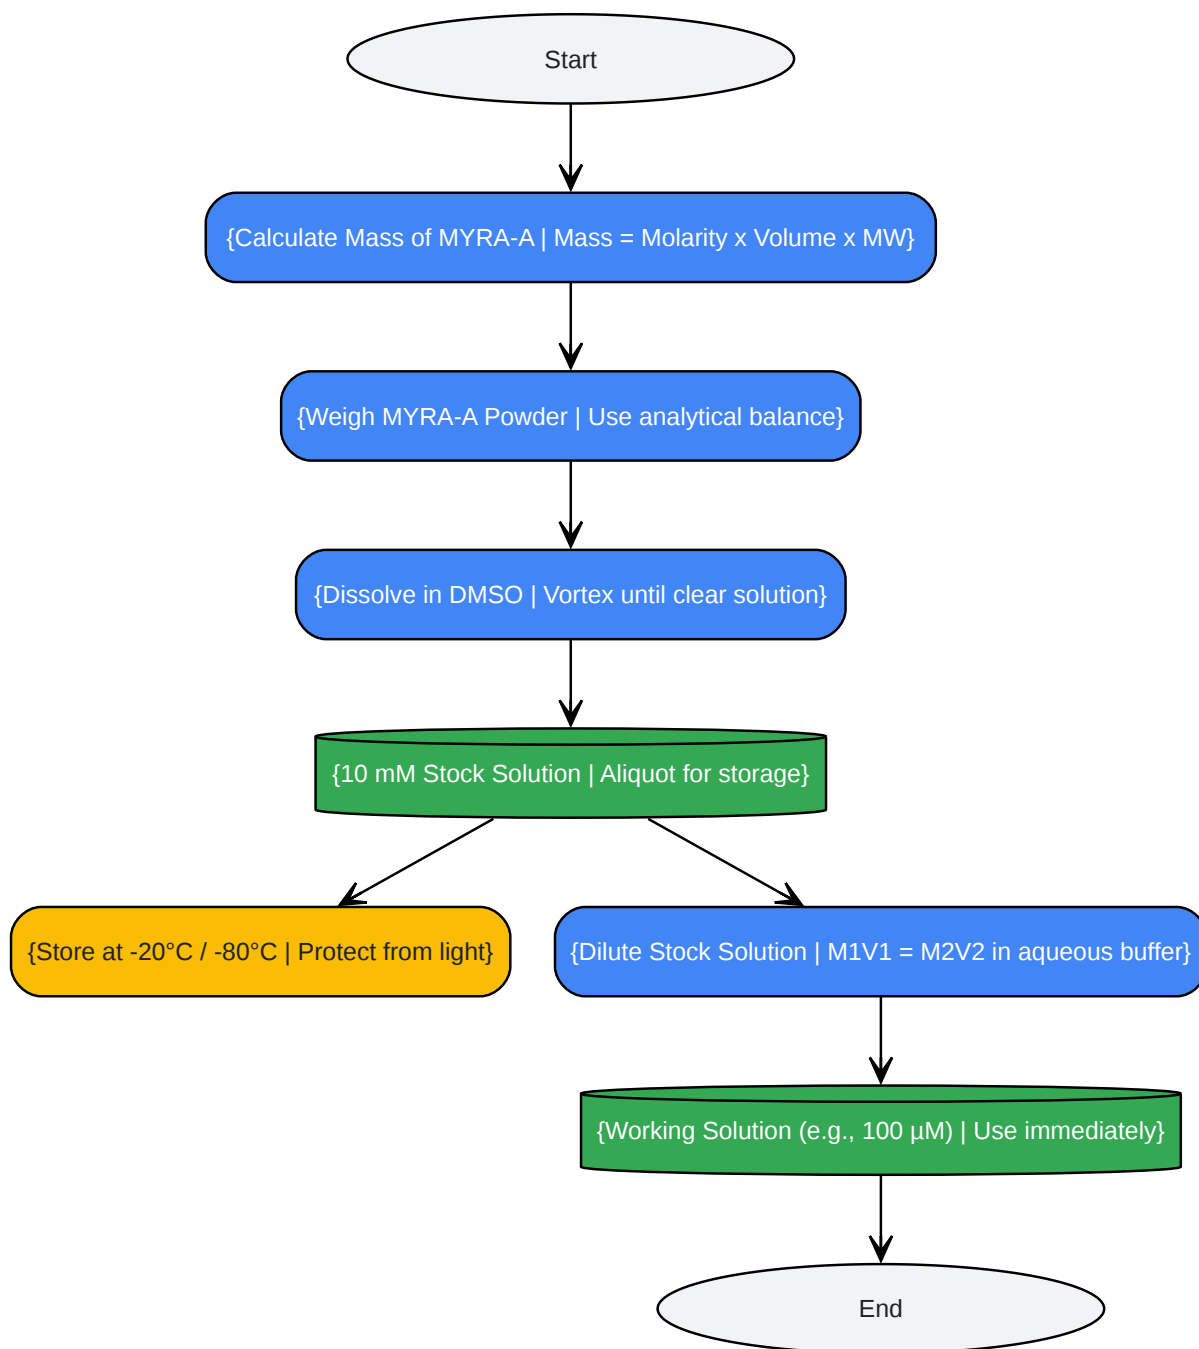 Start
{Calculate Mass of MYRA-A | Mass = Molarity x Volume x MW}
{Weigh MYRA-A Powder | Use analytical balance}
{Dissolve in DMSO | Vortex until clear solution}
{10 mM Stock Solution | Aliquot for storage}
{Store at -20°C / -80°C | Protect from light}
{Dilute Stock Solution | M1V1 = M2V2 in aqueous buffer}
{Working Solution (e.g., 100 µM) | Use immediately}
End